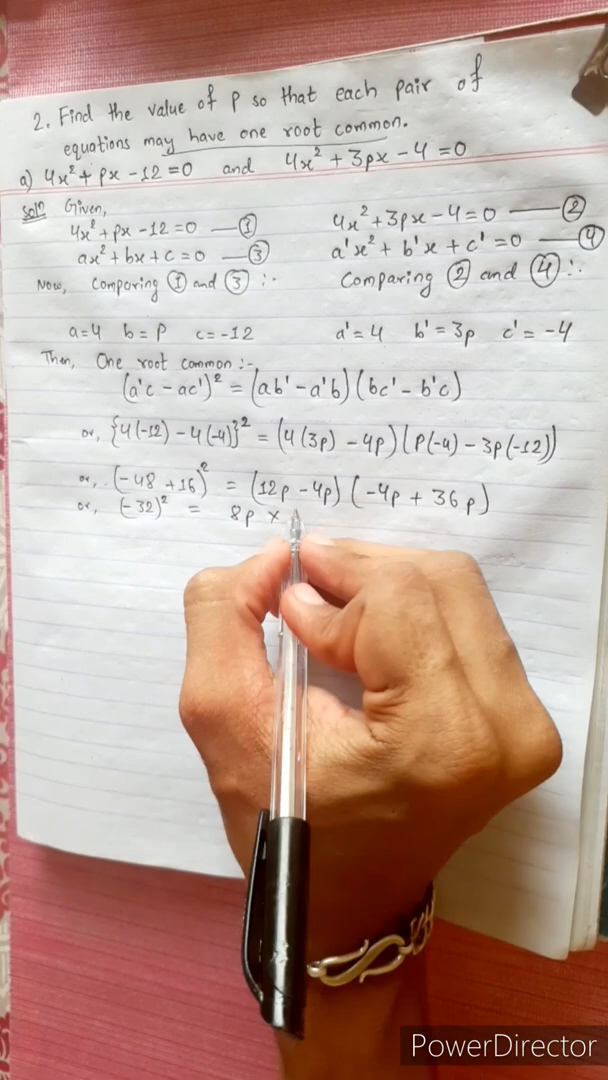 2. Find the value of P so that each pair of
equations may have one root common.
a) 4x² + px - 12 = 0 and 4x² + 3px - 4 = 0
Solⁿ Given,
4x² + px - 12 = 0 — ① 4x² + 3px - 4 = 0 — ②
ax² + bx + c = 0 — ③ a'x² + b'x + c' = 0 — ④
Now, comparing ① and ③ :- Comparing ② and ④ :-
a=4 b=P c=-12 a'=4 b'=3p c'=-4
Then, One root common :-
(a'c - ac')² = (ab' - a'b) (bc' - b'c)
or, {4(-12) - 4(-4)}² = (4(3p) - 4p) (P(-4) - 3p(-12))
or, (-48 + 16)² = (12p - 4p) (-4p + 36p)
or, (-32)² = 8p ×
PowerDirector